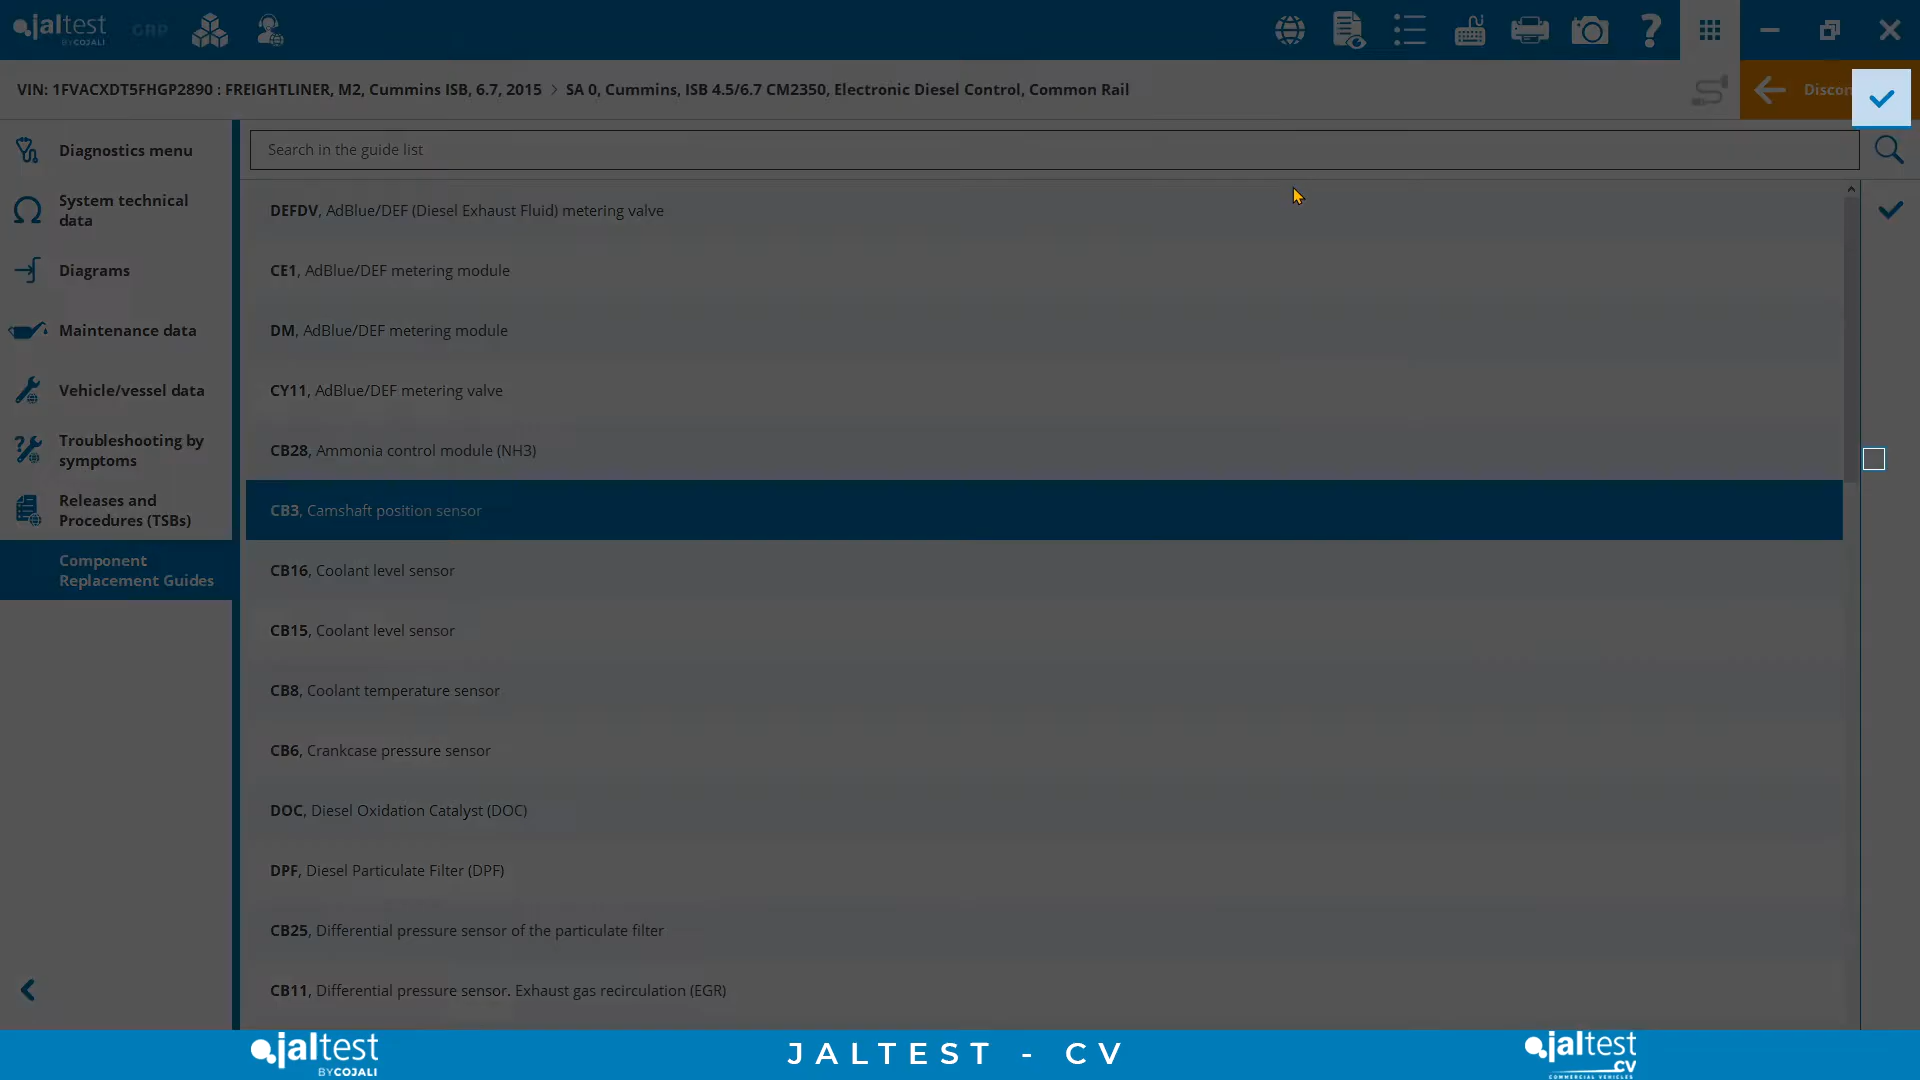 jaltest
BY COJALI
GRP
VIN: 1FVACXDT5FHGP2890 : FREIGHTLINER, M2, Cummins ISB, 6.7, 2015 > SA 0, Cummins, ISB 4.5/6.7 CM2350, Electronic Diesel Control, Common Rail
Discon
Diagnostics menu
System technical
data
Diagrams
Maintenance data
Vehicle/vessel data
Troubleshooting by
symptoms
Releases and
Procedures (TSBs)
Component
Replacement Guides
Search in the guide list
DEFDV, AdBlue/DEF (Diesel Exhaust Fluid) metering valve
CE1, AdBlue/DEF metering module
DM, AdBlue/DEF metering module
CY11, AdBlue/DEF metering valve
CB28, Ammonia control module (NH3)
CB3, Camshaft position sensor
CB16, Coolant level sensor
CB15, Coolant level sensor
CB8, Coolant temperature sensor
CB6, Crankcase pressure sensor
DOC, Diesel Oxidation Catalyst (DOC)
DPF, Diesel Particulate Filter (DPF)
CB25, Differential pressure sensor of the particulate filter
CB11, Differential pressure sensor. Exhaust gas recirculation (EGR)
jaltest
BY COJALI
JALTEST - CV
jaltest
CV
COMMERCIAL VEHICLES